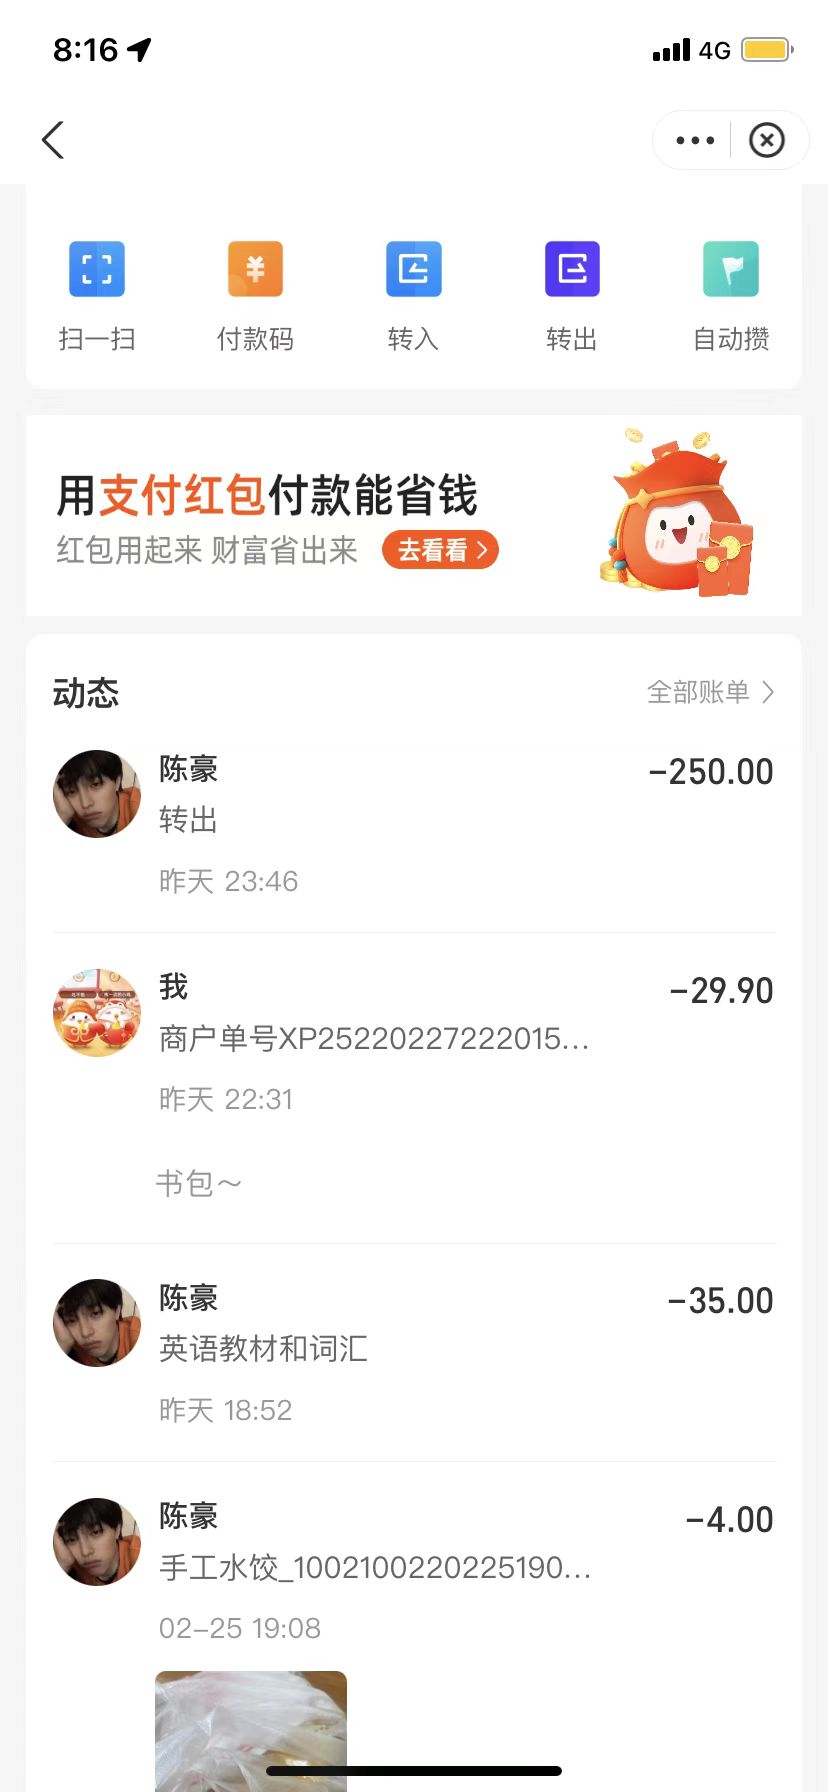 8:16
4G
扫一扫
付款码
转入
转出
自动攒
用支付红包付款能省钱
红包用起来 财富省出来
去看看
动态
全部账单
陈豪
-250.00
转出
昨天 23:46
我
-29.90
商户单号XP25220227222015...
昨天 22:31
书包～
陈豪
-35.00
英语教材和词汇
昨天 18:52
陈豪
-4.00
手工水饺_1002100220225190...
02-25 19:08